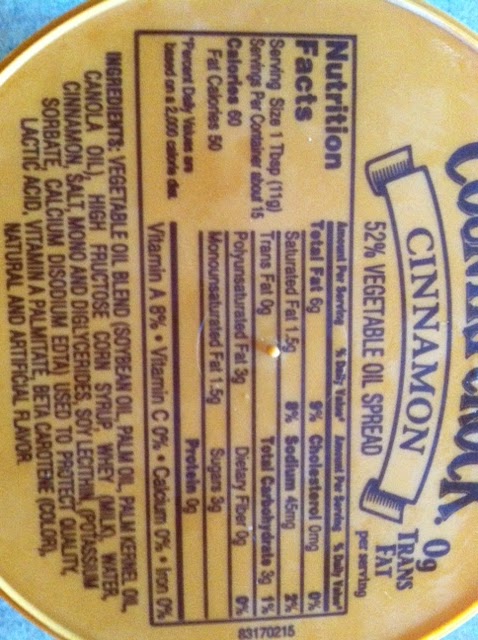 COUNTRY CROCK®
CINNAMON
52% VEGETABLE OIL SPREAD
0g
TRANS
FAT
per serving
Nutrition
Facts
Serving Size 1 Tbsp (11g)
Servings Per Container about 15
Calories 60
Fat Calories 50
*Percent Daily Values are
based on a 2,000 calorie diet.
Amount Per Serving % Daily Value* Amount Per Serving % Daily Value*
Total Fat 6g 9% Cholesterol 0mg 0%
Saturated Fat 1.5g 8% Sodium 45mg 2%
Trans Fat 0g Total Carbohydrate 3g 1%
Polyunsaturated Fat 3g Dietary Fiber 0g 0%
Monounsaturated Fat 1.5g Sugars 3g
Protein 0g
Vitamin A 8% • Vitamin C 0% • Calcium 0% • Iron 0%
INGREDIENTS: VEGETABLE OIL BLEND (SOYBEAN OIL, PALM OIL, PALM KERNEL OIL,
CANOLA OIL), HIGH FRUCTOSE CORN SYRUP, WHEY (MILK), WATER,
CINNAMON, SALT, MONO AND DIGLYCERIDES, SOY LECITHIN, (POTASSIUM
SORBATE, CALCIUM DISODIUM EDTA) USED TO PROTECT QUALITY,
LACTIC ACID, VITAMIN A PALMITATE, BETA CAROTENE (COLOR),
NATURAL AND ARTIFICIAL FLAVOR.
83170215